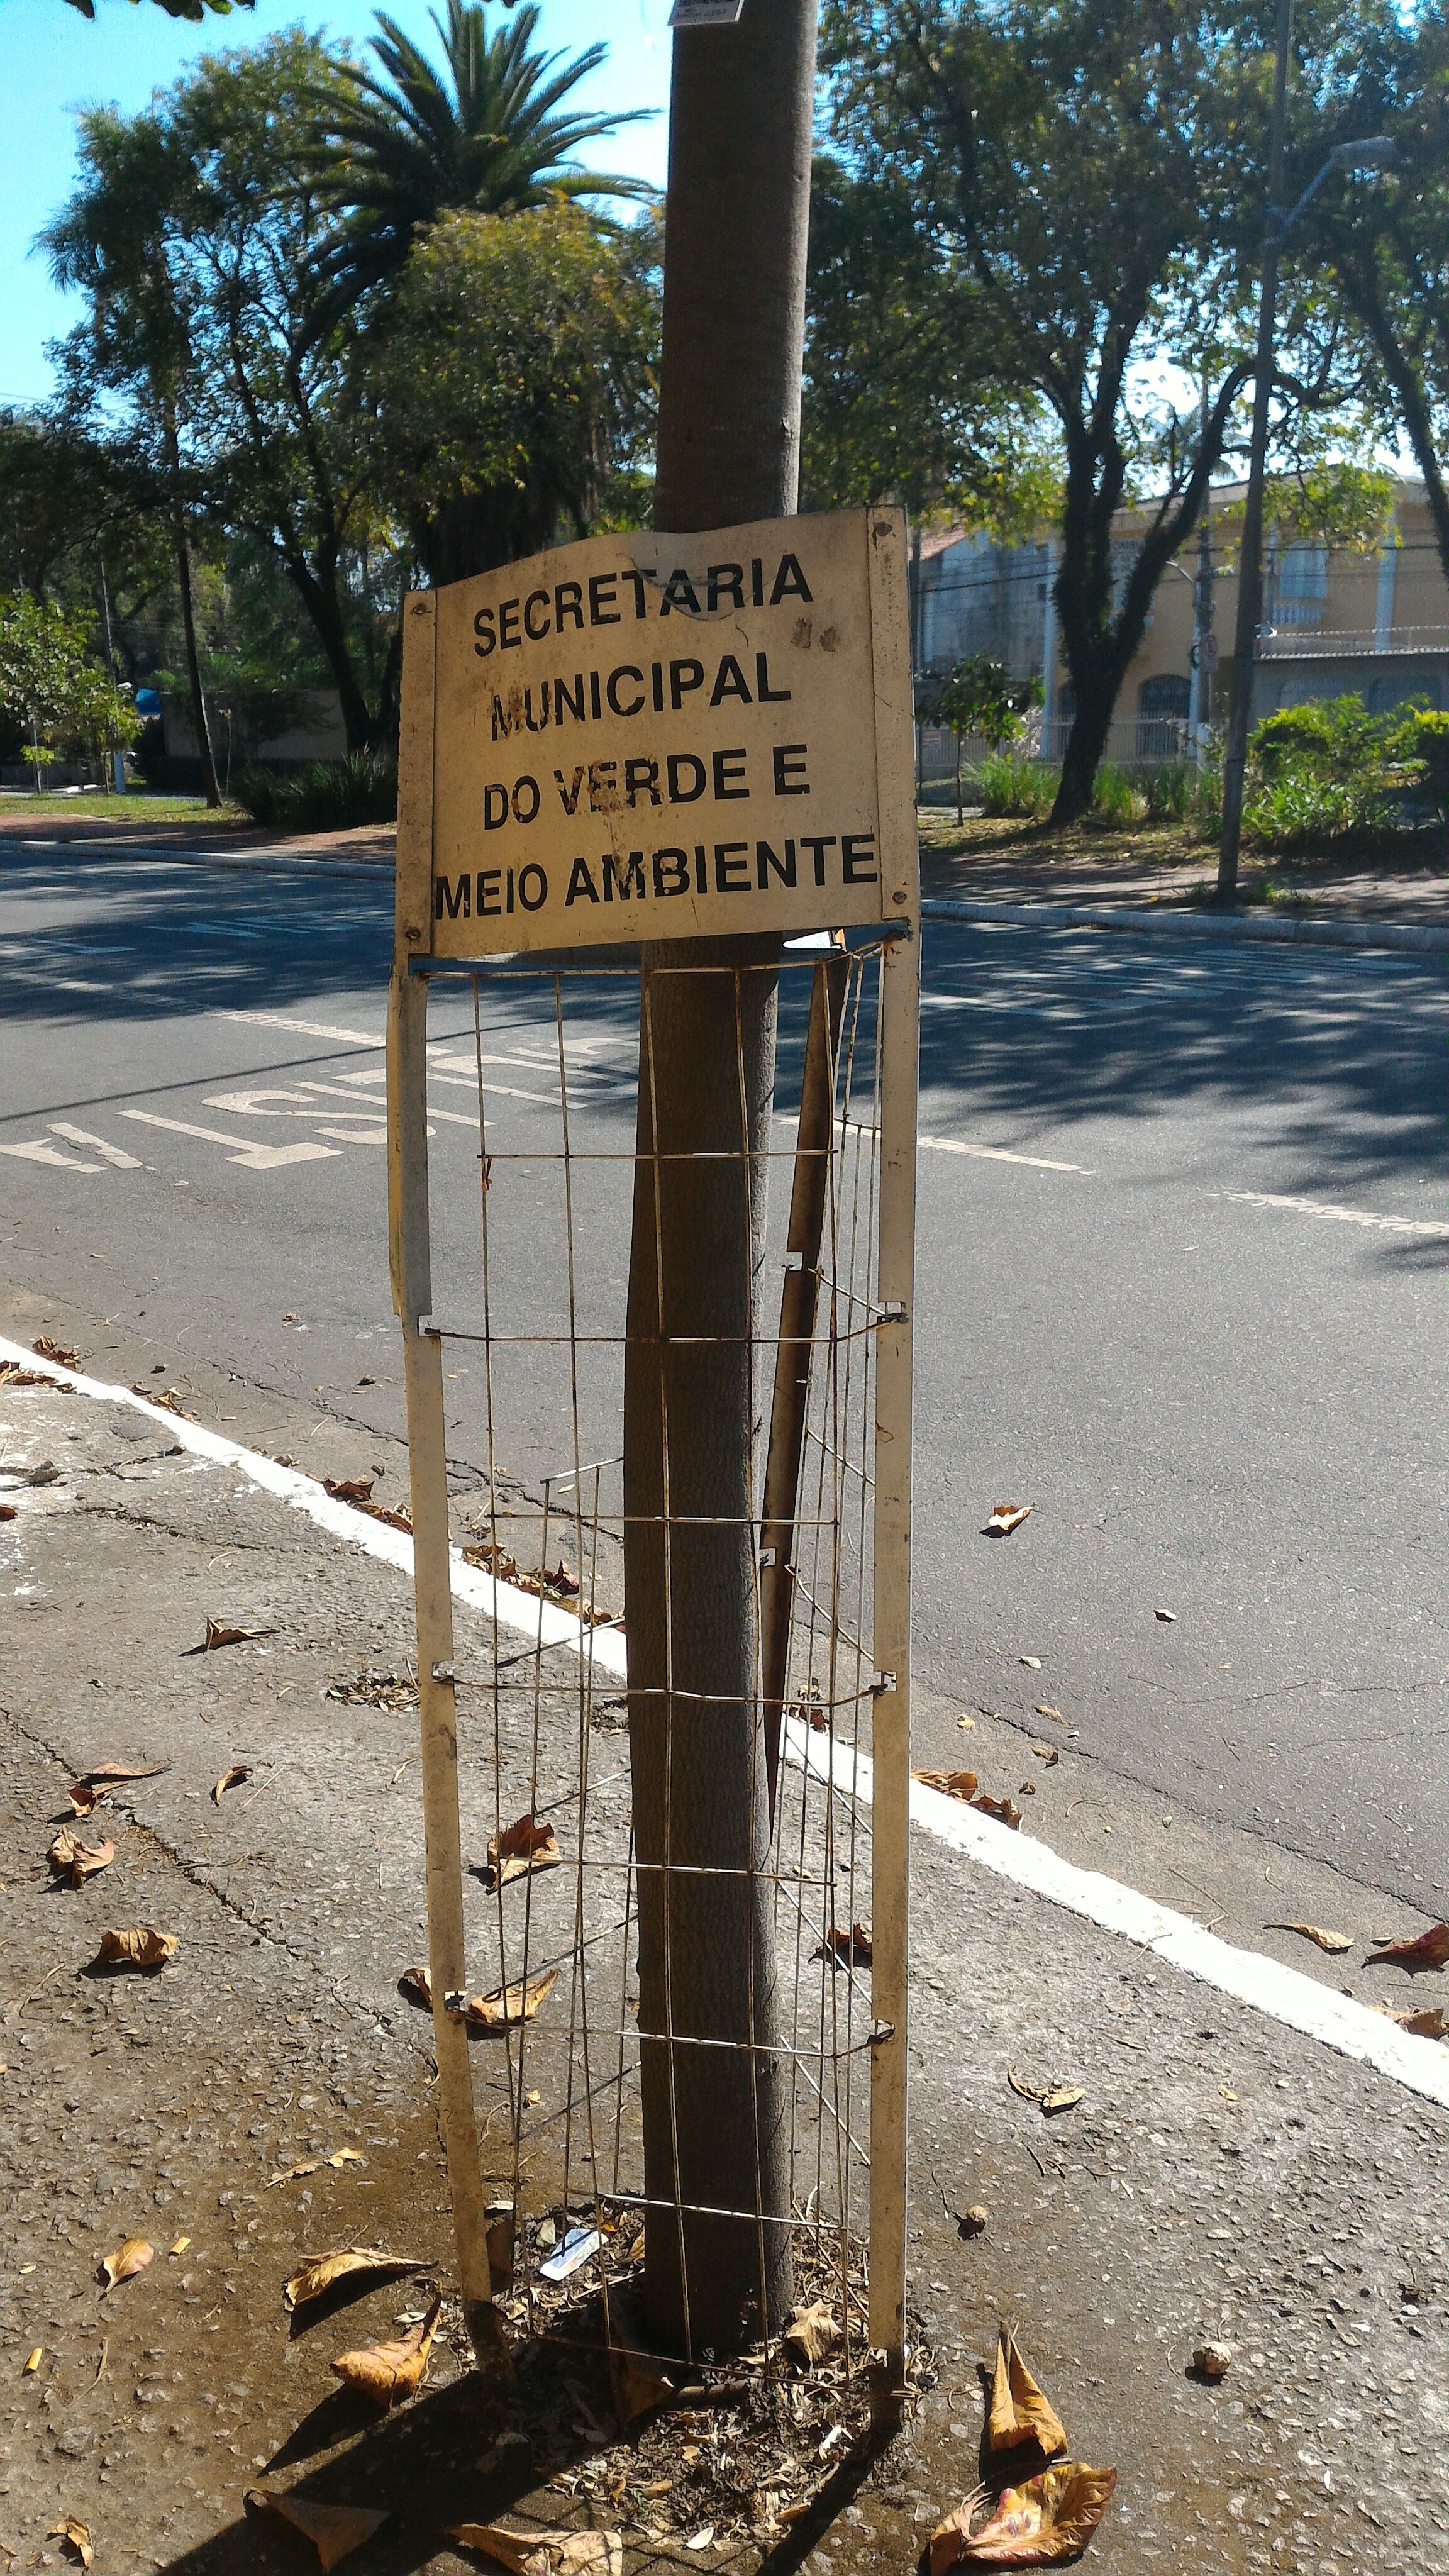 SECRETARIA
MUNICIPAL
DO VERDE E
MEIO AMBIENTE